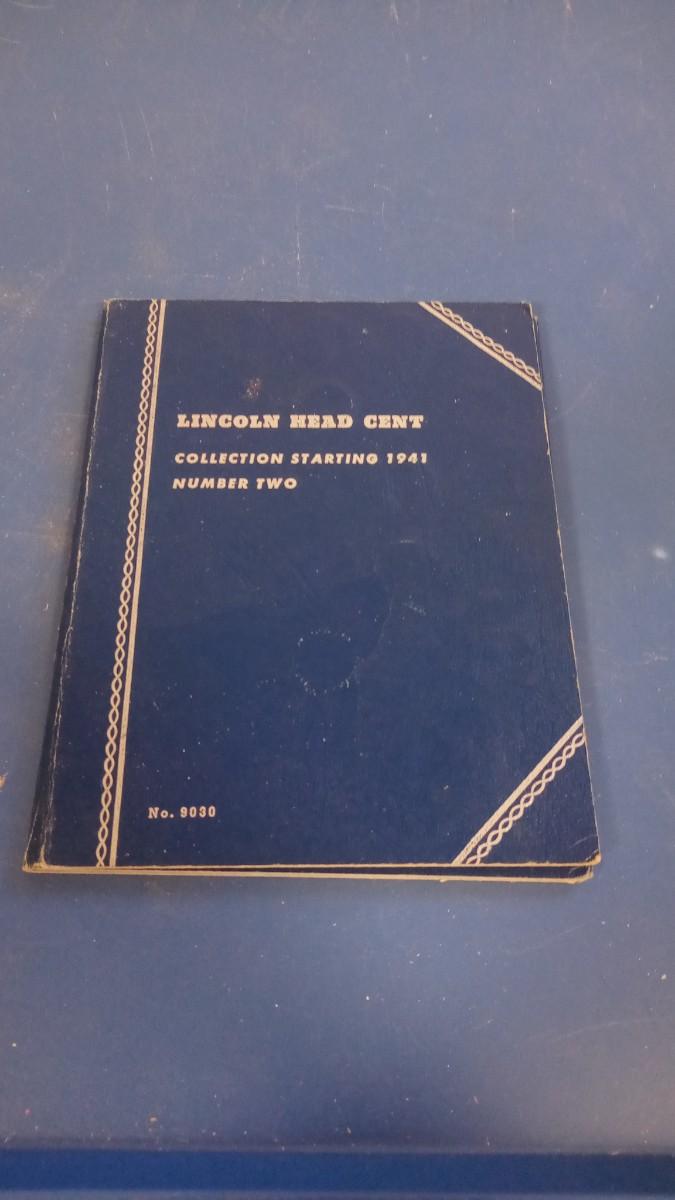 LINCOLN HEAD CENT
COLLECTION STARTING 1941
NUMBER TWO
No. 9030